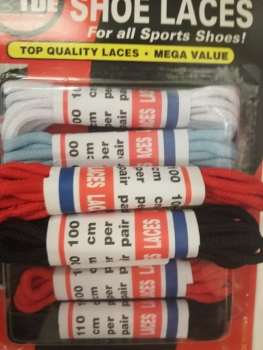 SHOE LACES
For all Sports Shoes!
TOP QUALITY LACES • MEGA VALUE
100
cm
per
pair
LACES
100
cm
per
pair
LACES
100
cm
per
pair
LACES
100
cm
per
pair
LACES
100
cm
per
pair
LACES
110
cm
per
pair
LACES